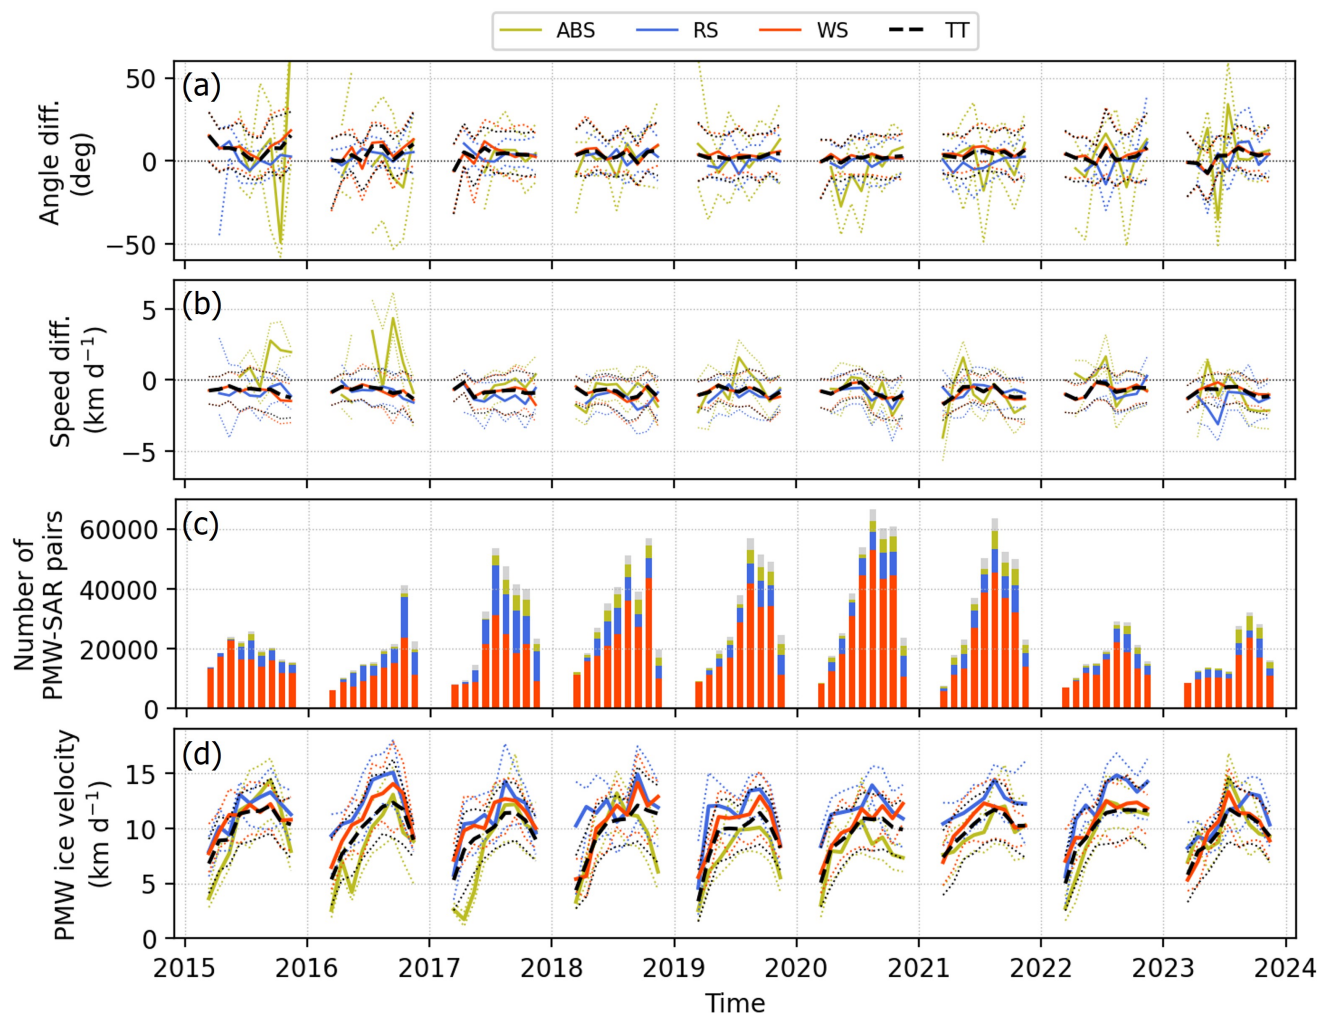 ABS RS WS TT
(a)
50
0
−50
Angle diff.
(deg)
(b)
5
0
−5
Speed diff.
(km d⁻¹)
(c)
60000
40000
20000
0
Number of
PMW-SAR pairs
(d)
15
10
5
0
PMW ice velocity
(km d⁻¹)
2015 2016 2017 2018 2019 2020 2021 2022 2023 2024
Time